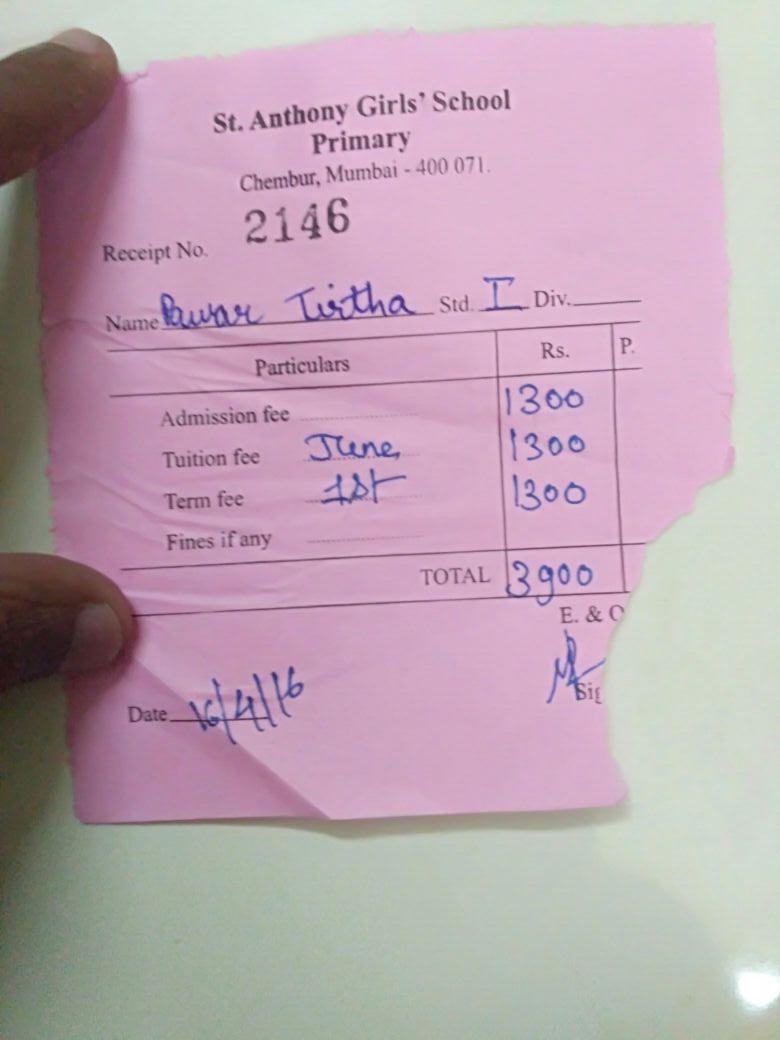 St. Anthony Girls' School
Primary
Chembur, Mumbai - 400 071.
Receipt No. 2146
Name Pawar Tirtha Std. I Div.
Particulars Rs. P.
Admission fee 1300
Tuition fee June, 1300
Term fee 1st 1300
Fines if any
TOTAL 3900
E. & O
Date 16/4/16 Sig